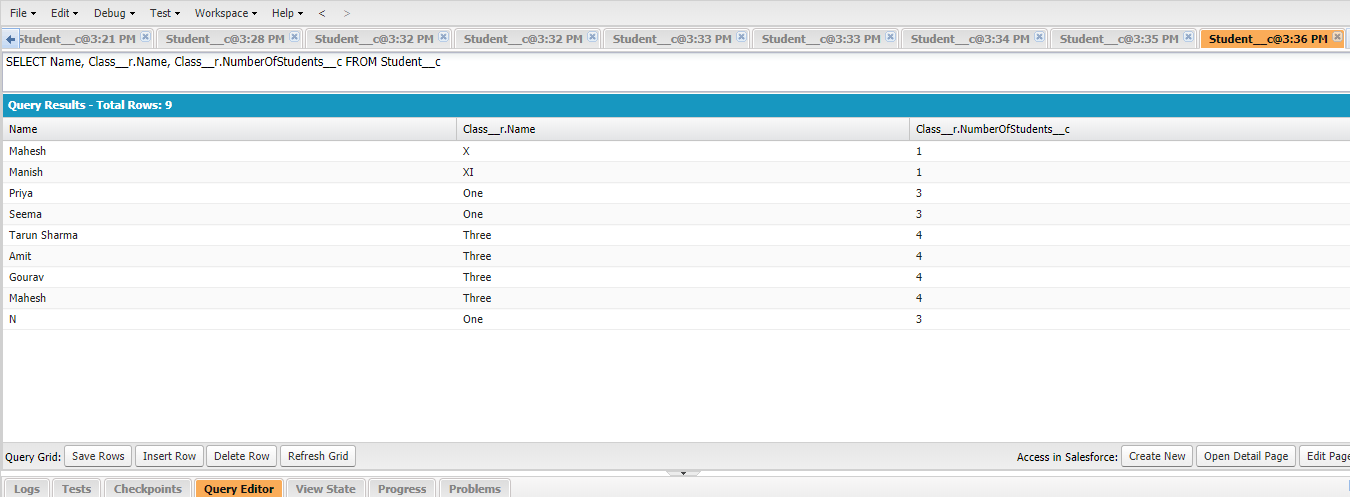 File Edit Debug Test Workspace Help < >
Student__c@3:21 PM Student__c@3:28 PM Student__c@3:32 PM Student__c@3:32 PM Student__c@3:33 PM Student__c@3:33 PM Student__c@3:34 PM Student__c@3:35 PM Student__c@3:36 PM
SELECT Name, Class__r.Name, Class__r.NumberOfStudents__c FROM Student__c
Query Results - Total Rows: 9
Name Class__r.Name Class__r.NumberOfStudents__c
Mahesh X 1
Manish XI 1
Priya One 3
Seema One 3
Tarun Sharma Three 4
Amit Three 4
Gourav Three 4
Mahesh Three 4
N One 3
Query Grid: Save Rows Insert Row Delete Row Refresh Grid Access in Salesforce: Create New Open Detail Page Edit Page
Logs Tests Checkpoints Query Editor View State Progress Problems